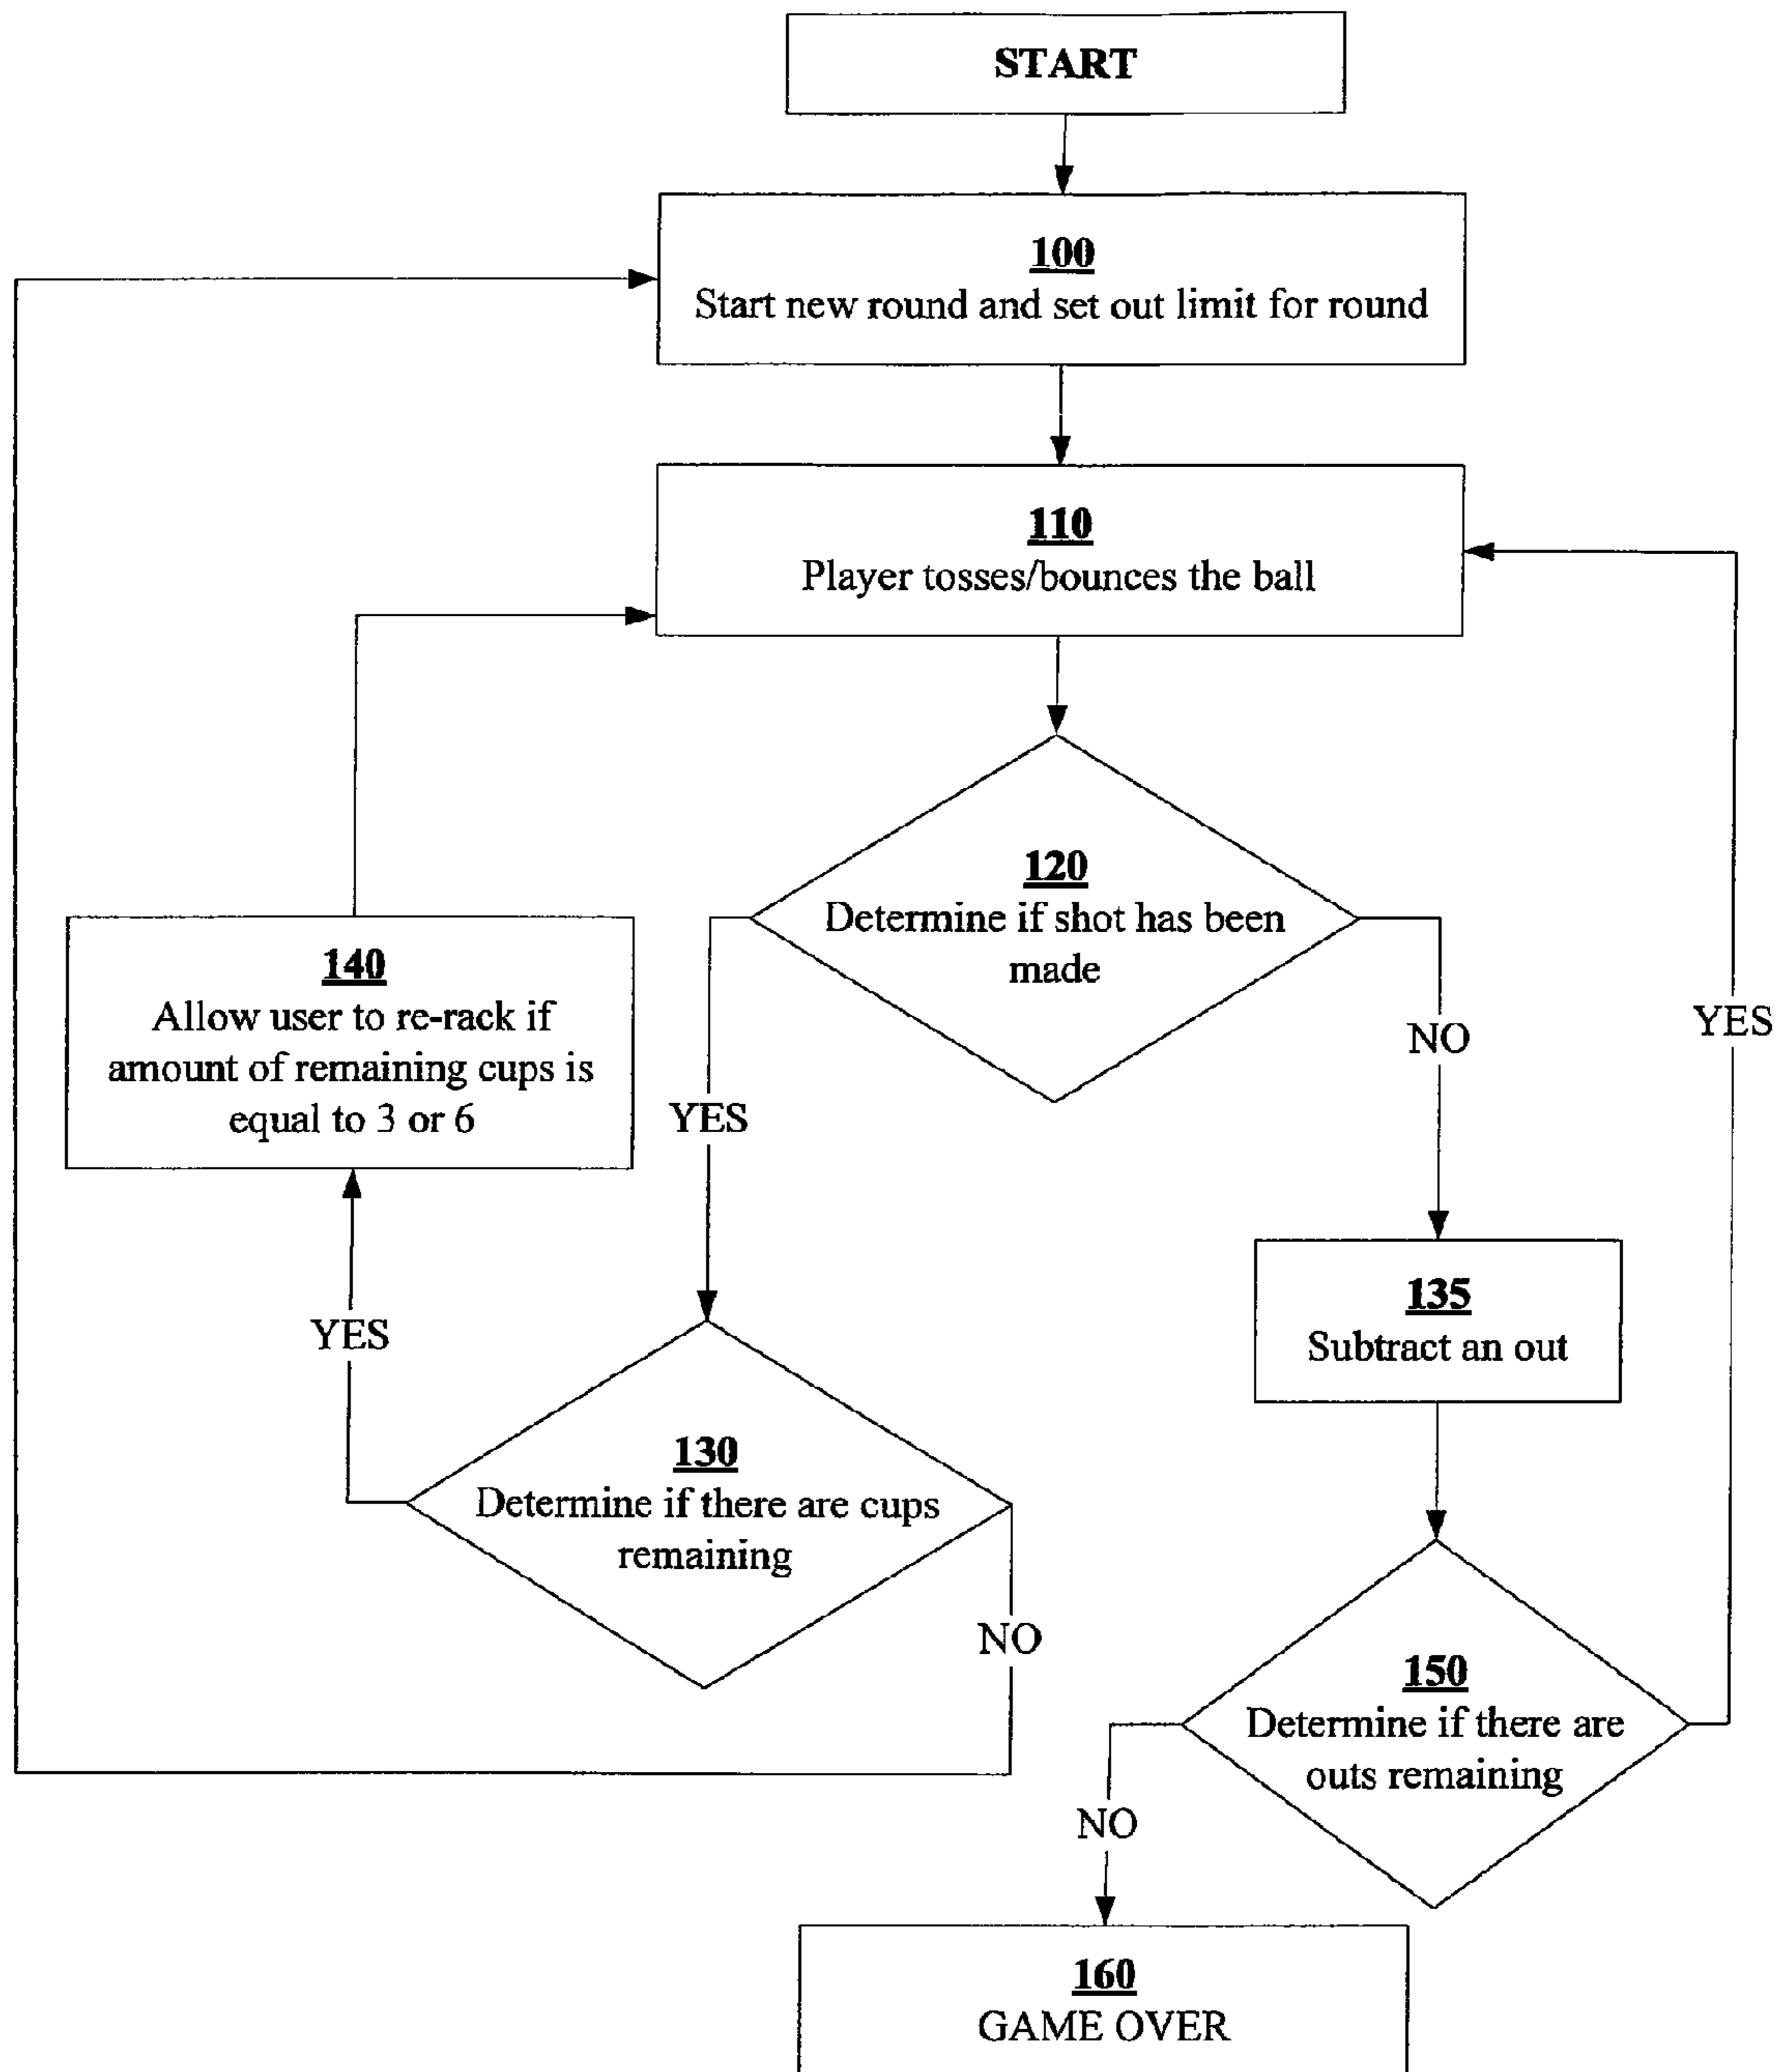 START
100
Start new round and set out limit for round
110
Player tosses/bounces the ball
120
Determine if shot has been
made
140
Allow user to re-rack if
amount of remaining cups is
equal to 3 or 6
YES
NO
YES
YES
135
Subtract an out
130
Determine if there are cups
remaining
NO
150
Determine if there are
outs remaining
NO
160
GAME OVER